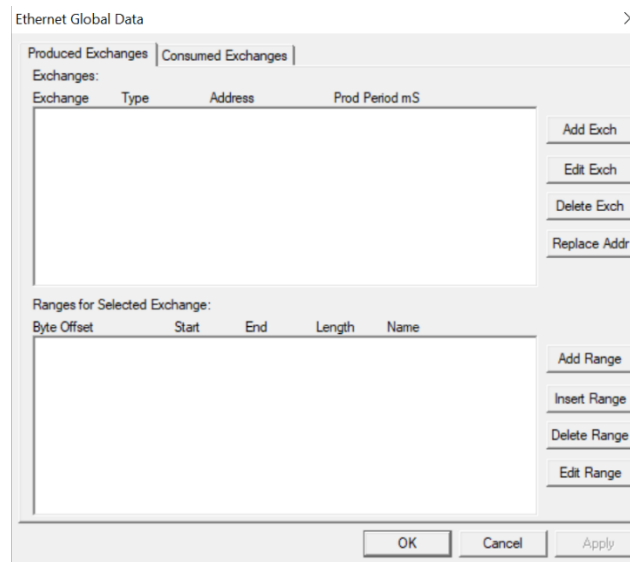 Ethernet Global Data
Produced Exchanges Consumed Exchanges
Exchanges:
Exchange Type Address Prod Period mS
Add Exch
Edit Exch
Delete Exch
Replace Addr
Ranges for Selected Exchange:
Byte Offset Start End Length Name
Add Range
Insert Range
Delete Range
Edit Range
OK Cancel Apply